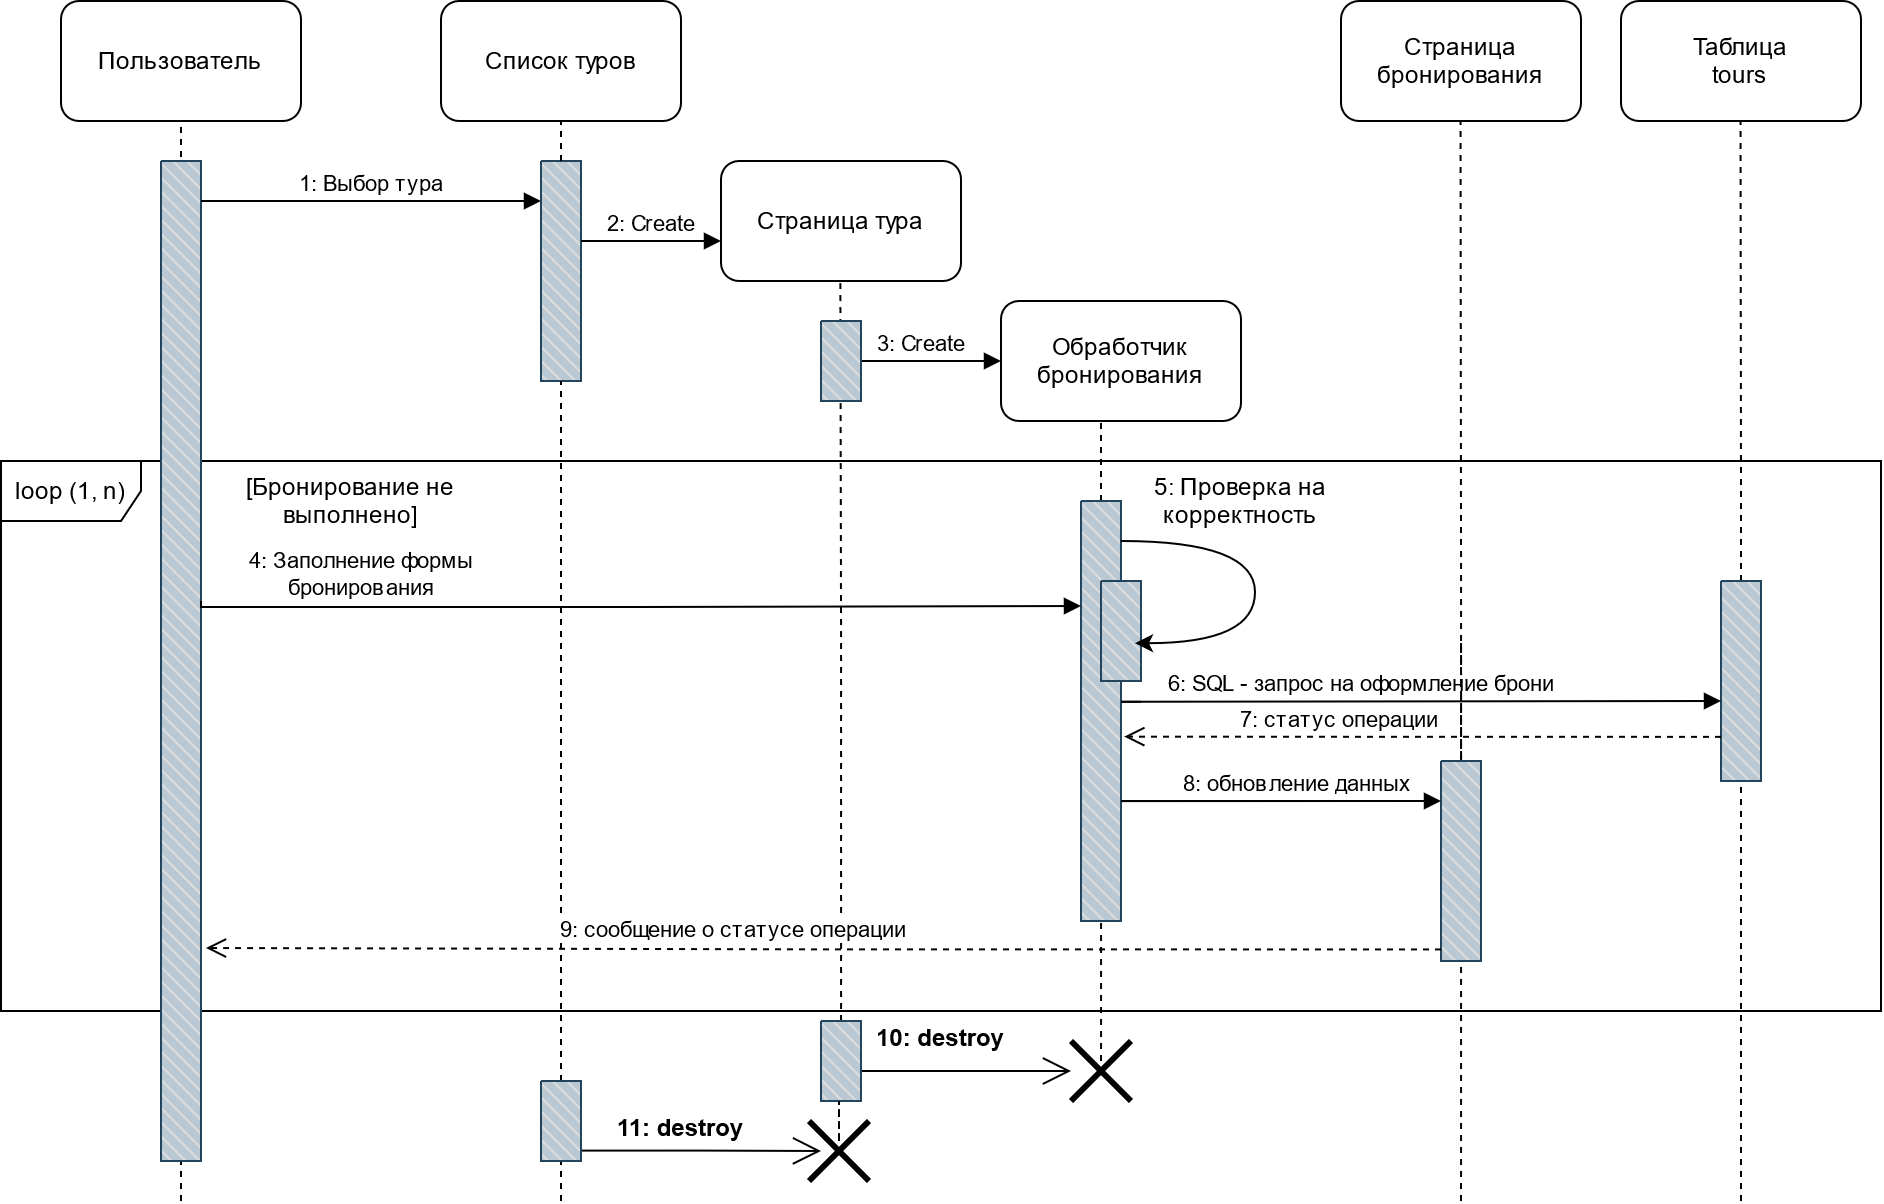 Пользователь
Список туров
Страница
бронирования
Таблица
tours
1: Выбор тура
2: Create
Страница тура
3: Create
Обработчик
бронирования
loop (1, n)
[Бронирование не
выполнено]
5: Проверка на
корректность
4: Заполнение формы
бронирования
6: SQL - запрос на оформление брони
7: статус операции
8: обновление данных
9: сообщение о статусе операции
10: destroy
11: destroy